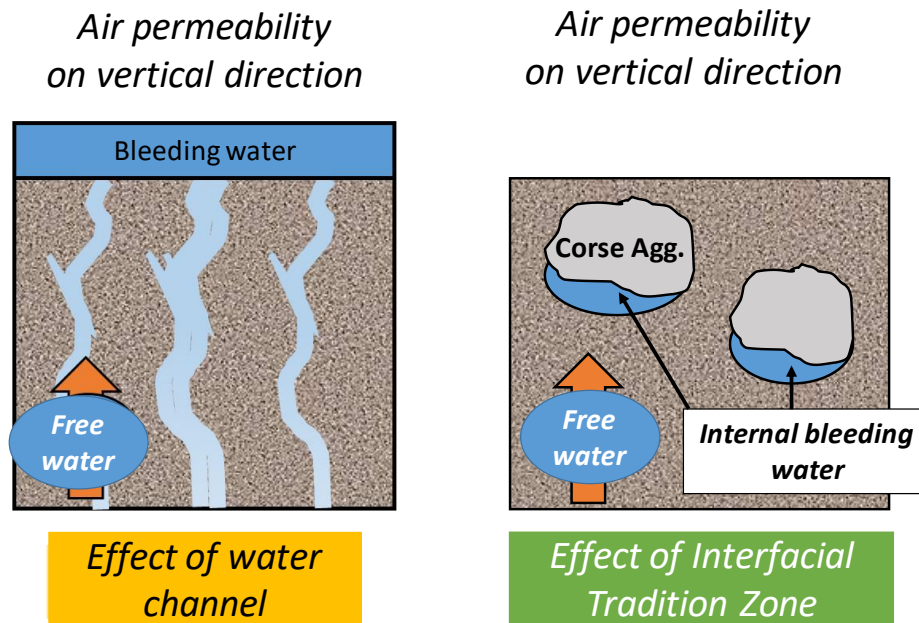 Air permeability
on vertical direction
Bleeding water
Free
water
Effect of water
channel
Air permeability
on vertical direction
Corse Agg.
Free
water
Internal bleeding
water
Effect of Interfacial
Tradition Zone